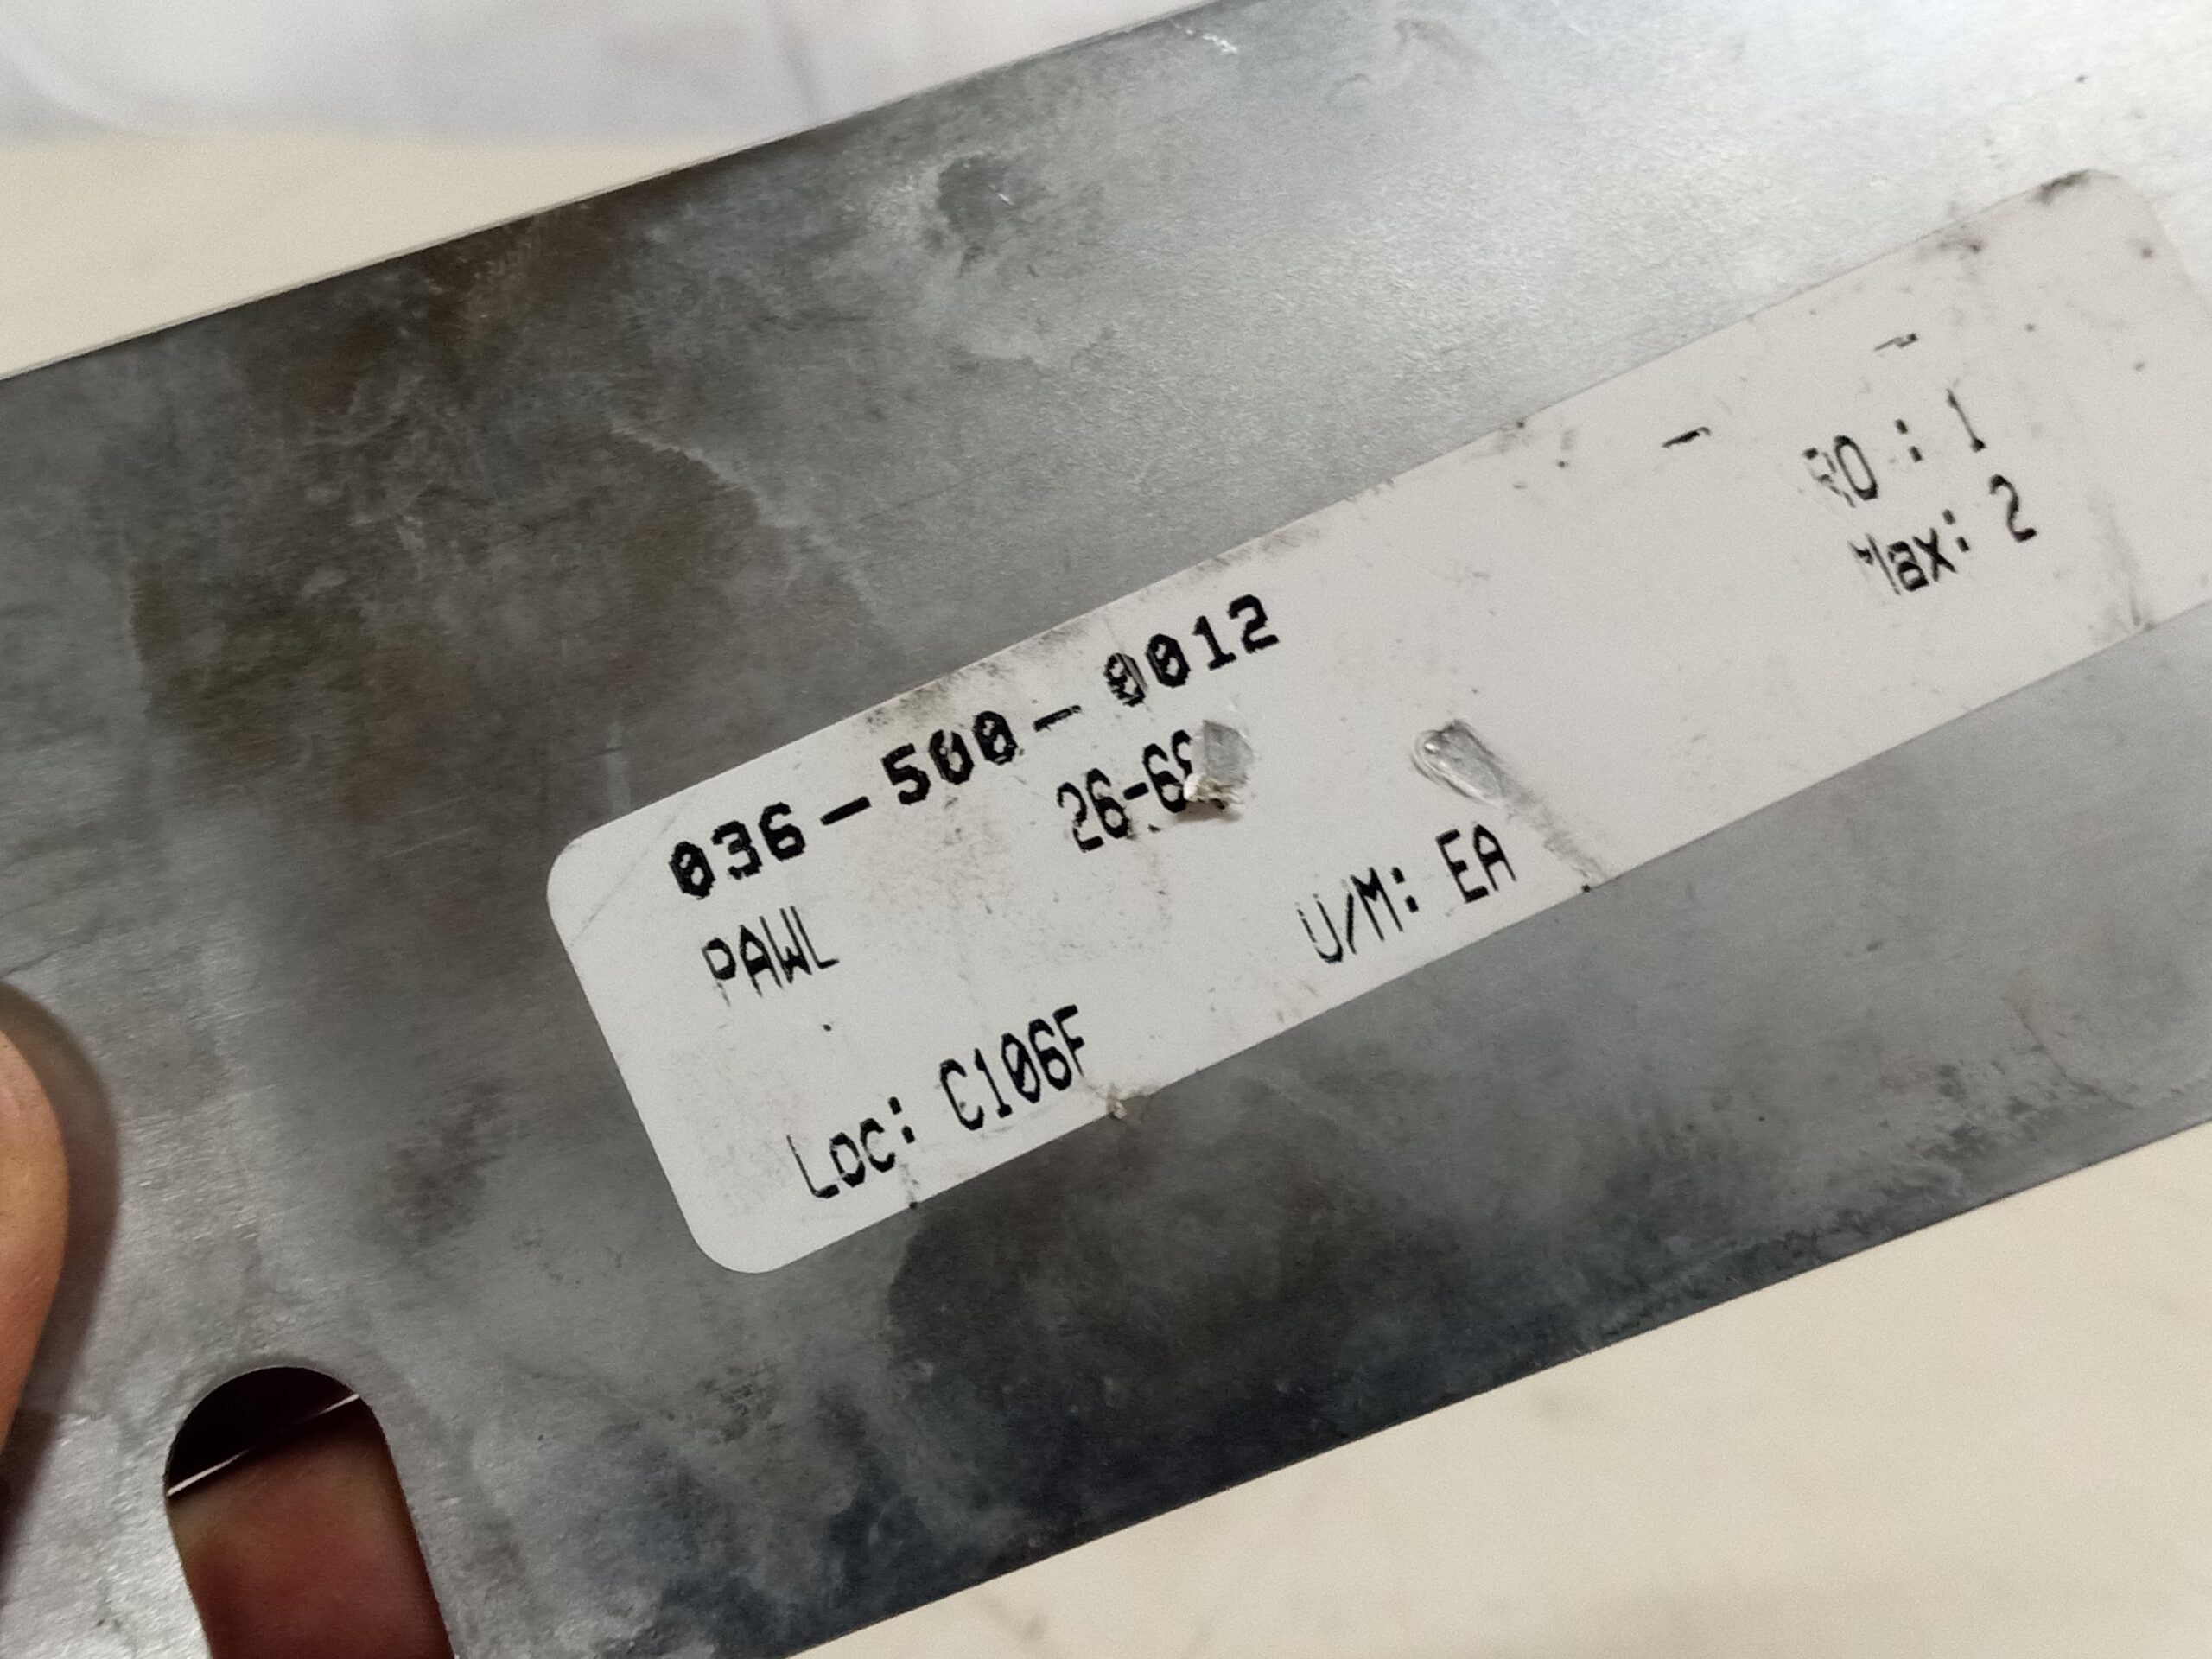 036-500-0012
PAWL
RO: 1
Max: 2
U/M: EA
Loc: C106F